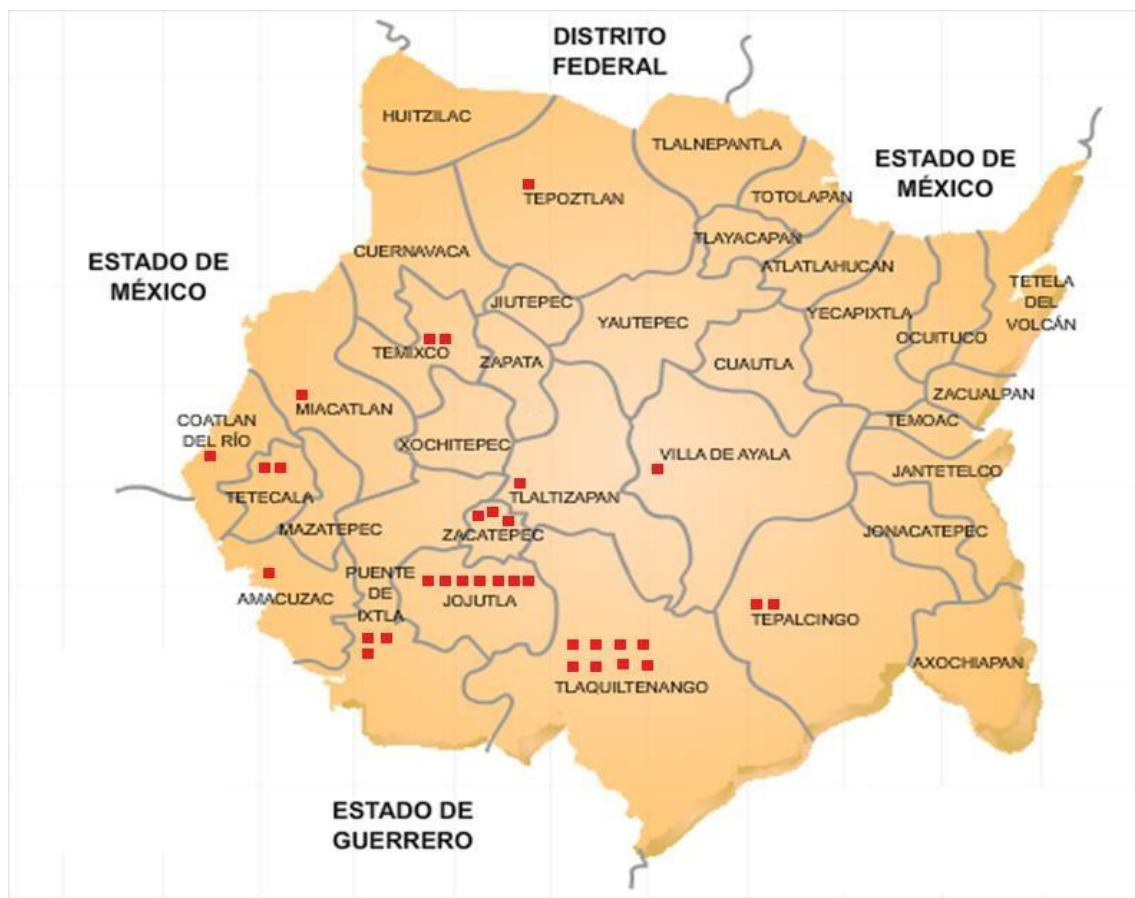 DISTRITO
FEDERAL
HUITZILAC
TLALNEPANTLA
ESTADO DE
MÉXICO
TEPOZTLAN
TOTOLAPAN
TLAYACAPAN
CUERNAVACA
ATLATLAHUCAN
ESTADO DE
MÉXICO
TETELA
DEL
VOLCÁN
JIUTEPEC
YAUTEPEC
YECAPIXTLA
OCUITUCO
TEMIXCO
ZAPATA
CUAUTLA
ZACUALPAN
MIACATLAN
COATLAN
DEL RÍO
TEMOAC
XOCHITEPEC
VILLA DE AYALA
JANTETELCO
TETECALA
TLALTIZAPAN
MAZATEPEC
ZACATEPEC
JONACATEPEC
PUENTE
DE
IXTLA
AMACUZAC
JOJUTLA
TEPALCINGO
AXOCHIAPAN
TLAQUILTENANGO
ESTADO DE
GUERRERO